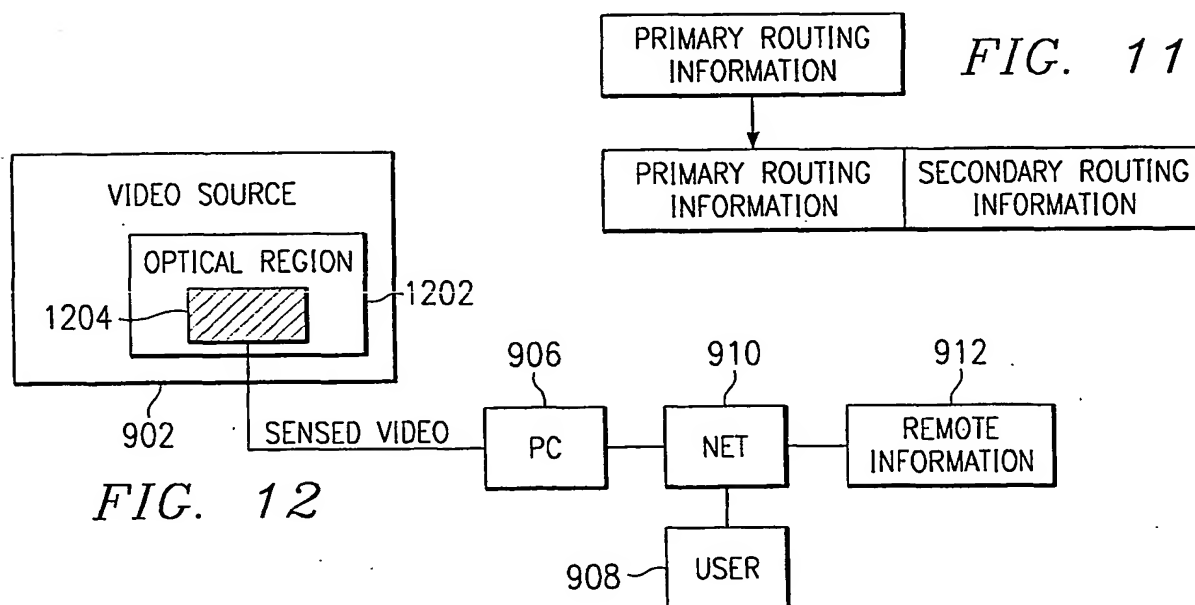 PRIMARY ROUTING
INFORMATION
FIG. 11
PRIMARY ROUTING
INFORMATION
SECONDARY ROUTING
INFORMATION
VIDEO SOURCE
OPTICAL REGION
1202
1204
902
SENSED VIDEO
906
PC
910
NET
912
REMOTE
INFORMATION
908
USER
FIG. 12